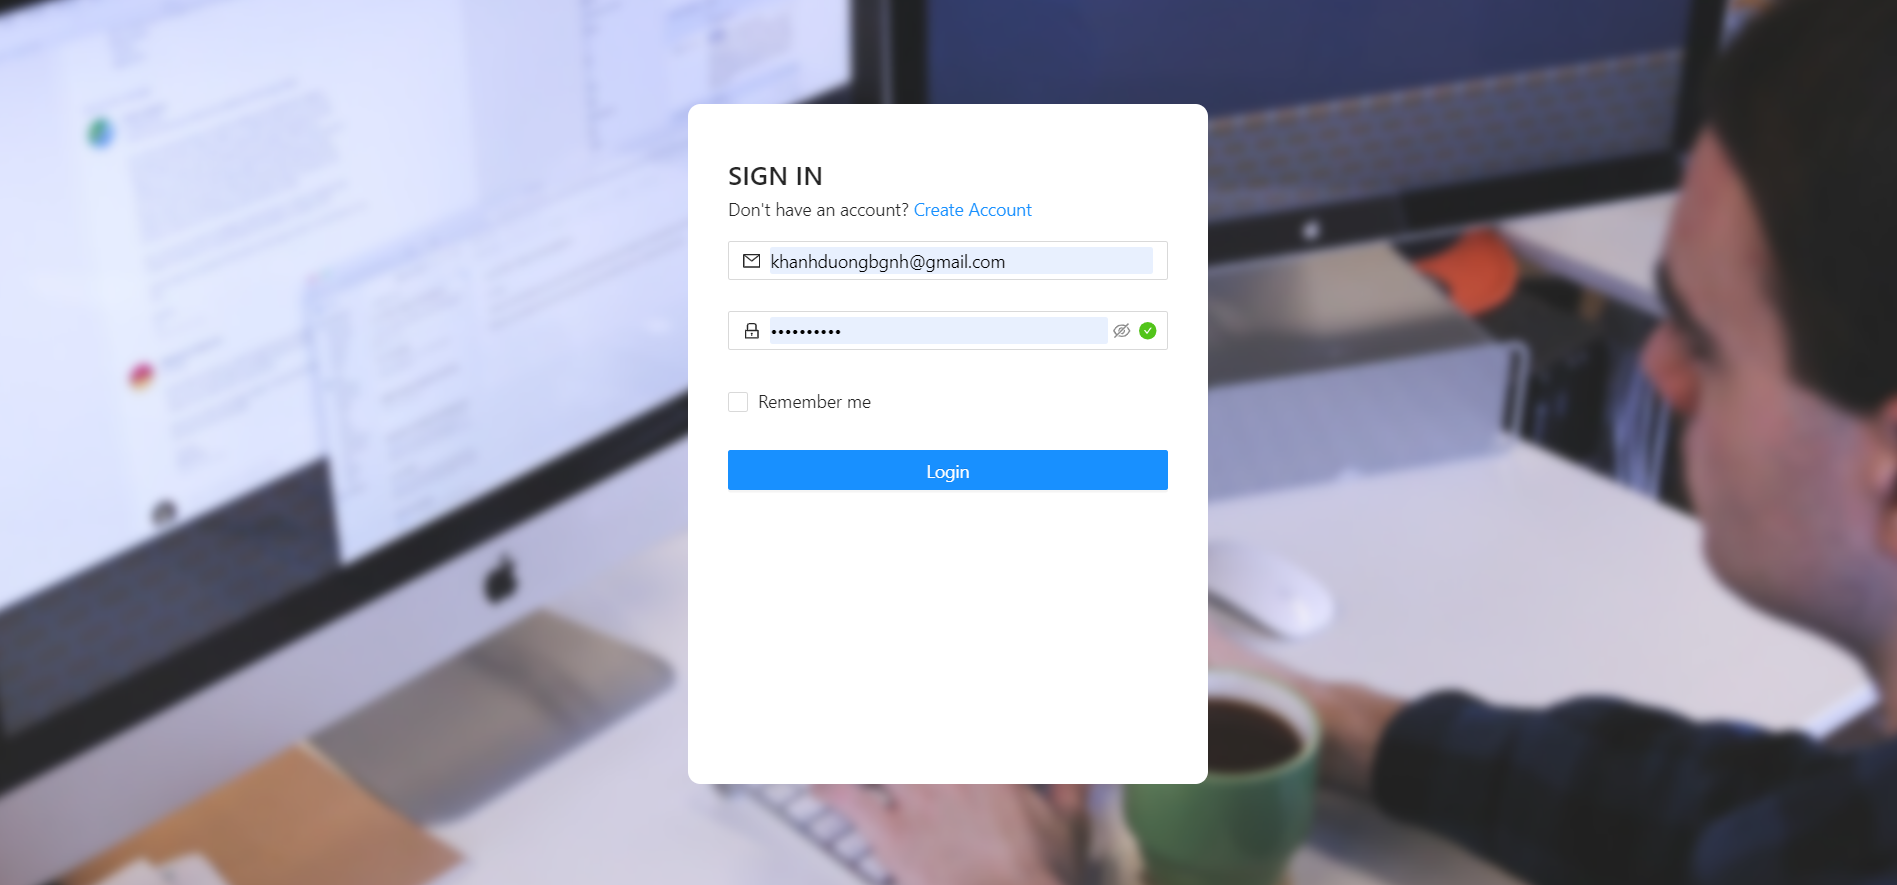 SIGN IN
Don't have an account? Create Account
khanhduongbgnh@gmail.com
••••••••••
Remember me
Login